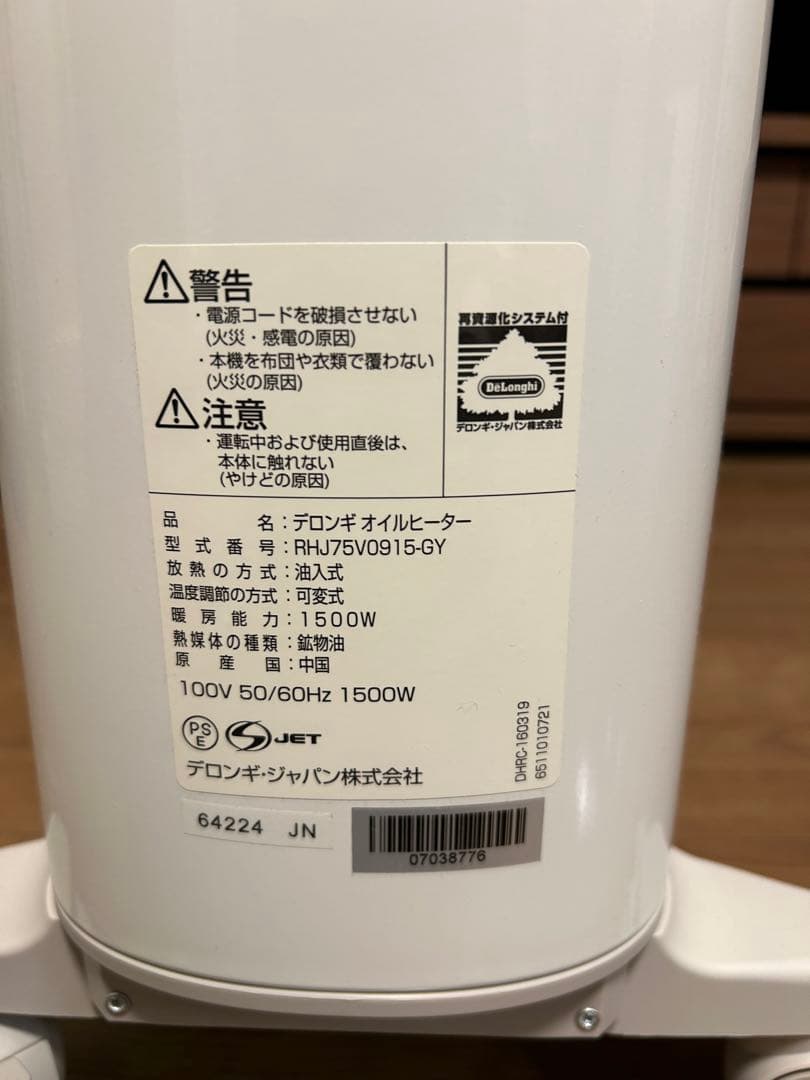 警告
・電源コードを破損させない
(火災・感電の原因)
・本機を布団や衣類で覆わない
(火災の原因)
注意
・運転中および使用直後は、
本体に触れない
(やけどの原因)
再資源化システム付
DeLonghi
デロンギ・ジャパン株式会社
品名：デロンギ オイルヒーター
型式番号：RHJ75V0915-GY
放熱の方式：油入式
温度調節の方式：可変式
暖房能力：1500W
熱媒体の種類：鉱物油
原産国：中国
100V 50/60Hz 1500W
PSE
JET
デロンギ・ジャパン株式会社
DHRC-160319
6511010721
64224 JN
07038776